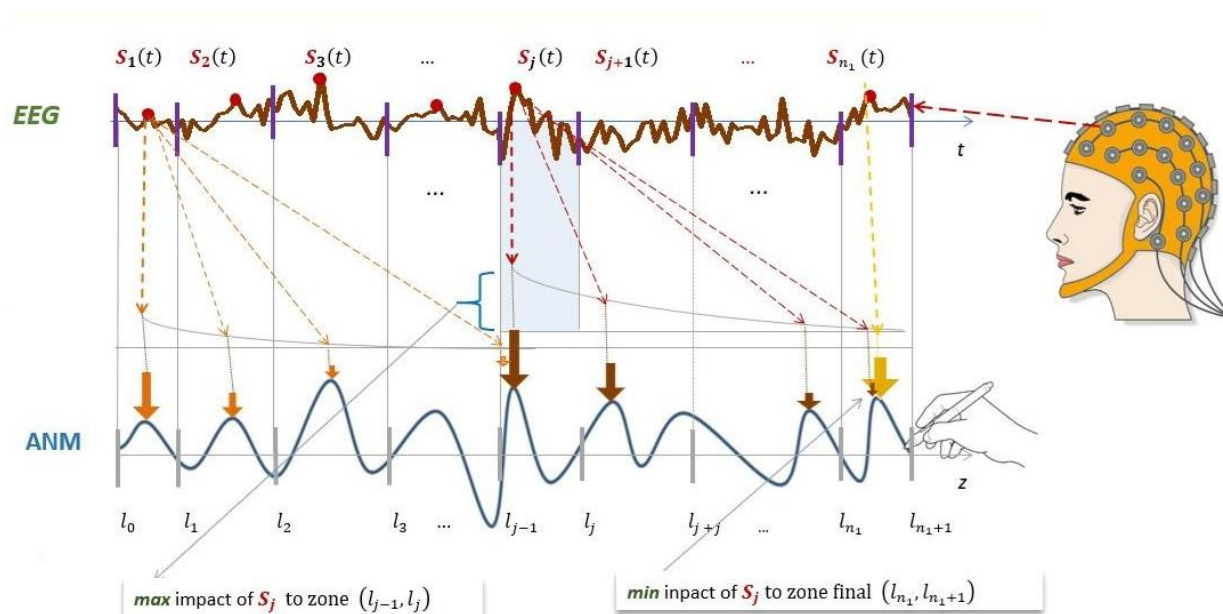 S₁(t) S₂(t) S₃(t) ... Sⱼ(t) Sⱼ₊₁(t) ... Sₙ₁(t)
EEG
t
... ...
ANM
z
l₀ l₁ l₂ l₃ ... lⱼ₋₁ lⱼ lⱼ₊ⱼ ... lₙ₁ lₙ₁₊₁
max impact of Sⱼ to zone (lⱼ₋₁, lⱼ)
min inpact of Sⱼ to zone final (lₙ₁, lₙ₁₊₁)